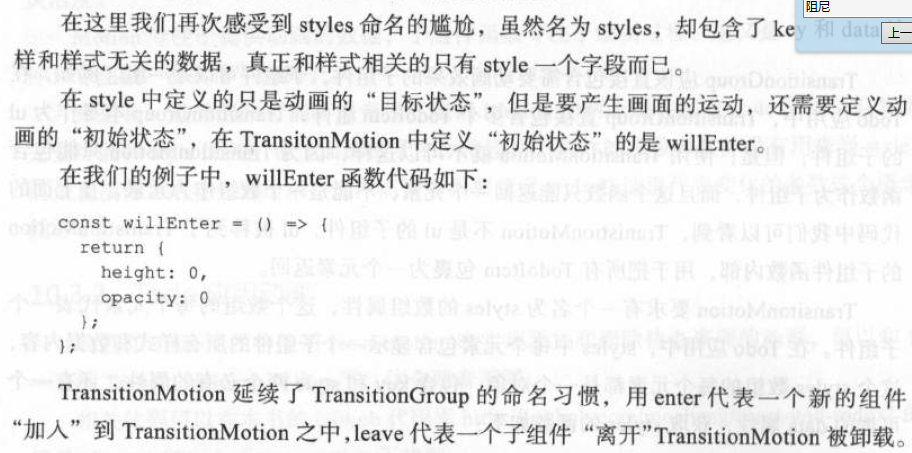 阻尼
上一
在这里我们再次感受到 styles 命名的尴尬，虽然名为 styles，却包含了 key 和 data 这
样和样式无关的数据，真正和样式相关的只有 style 一个字段而已。
在 style 中定义的只是动画的“目标状态”，但是要产生画面的运动，还需要定义动
画的“初始状态”，在 TransitonMotion 中定义“初始状态”的是 willEnter。
在我们的例子中，willEnter 函数代码如下：
const willEnter = () => {
return {
height: 0,
opacity: 0
};
};
TransitionMotion 延续了 TransitionGroup 的命名习惯，用 enter 代表一个新的组件
“加人”到 TransitionMotion 之中,leave 代表一个子组件 “离开”TransitionMotion 被卸载。